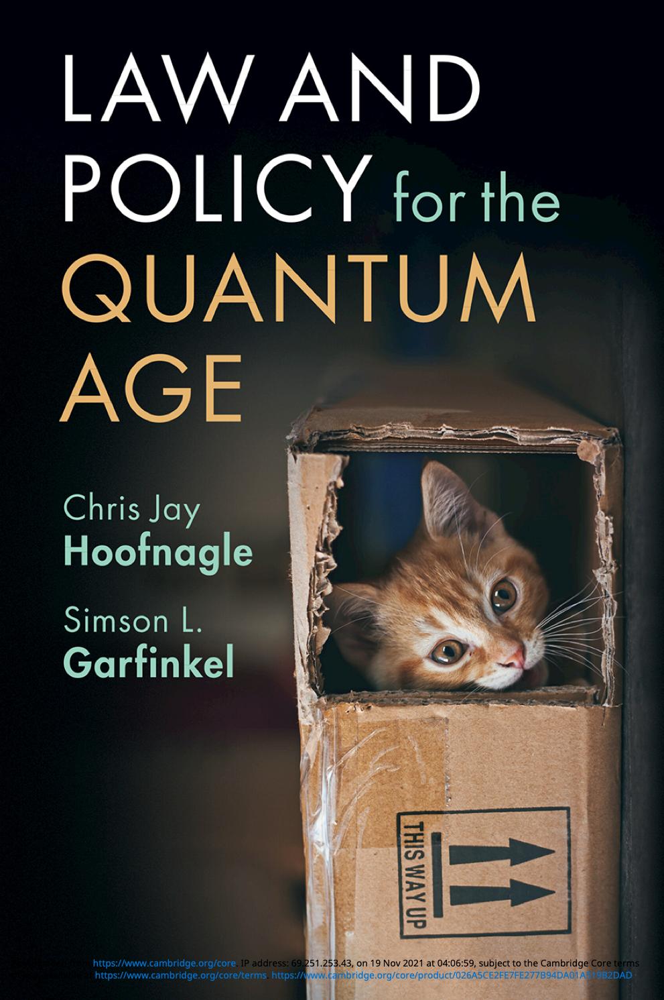 LAW AND
POLICY for the
QUANTUM
AGE
Chris Jay
Hoofnagle
Simson L.
Garfinkel
THIS WAY UP
https://www.cambridge.org/core. IP address: 69.251.253.43, on 19 Nov 2021 at 04:06:59, subject to the Cambridge Core terms
https://www.cambridge.org/core/terms. https://www.cambridge.org/core/product/026A5CE2FE7FE277B94DA01A519B2DAD